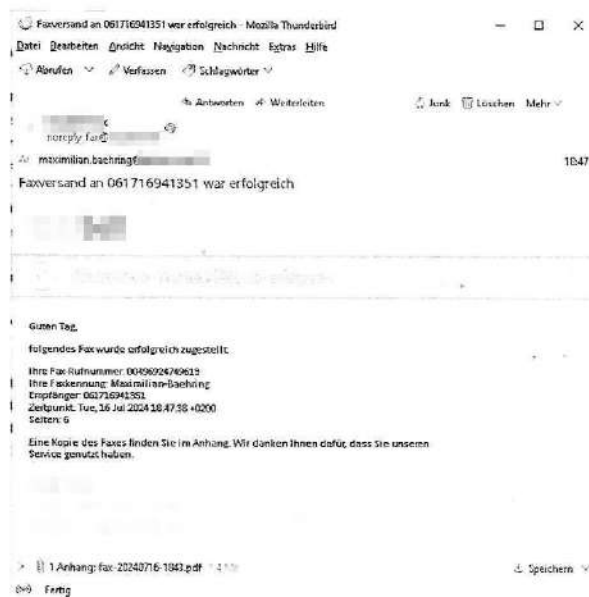 Faxversand an 061716941351 war erfolgreich - Mozilla Thunderbird
Datei Bearbeiten Ansicht Navigation Nachricht Extras Hilfe
Abrufen Verfassen Schlagwörter
Antworten Weiterleiten Junk Löschen Mehr
noreply-fax@
An maximilian.baehring@
18:47
Faxversand an 061716941351 war erfolgreich
Guten Tag,
folgendes Fax wurde erfolgreich zugestellt
Ihre Fax-Rufnummer: 00496924749613
Ihre Faxkennung: Maximilian-Baehring
Empfänger: 061716941351
Zeitpunkt: Tue, 16 Jul 2024 18:47:38 +0200
Seiten: 6
Eine Kopie des Faxes finden Sie im Anhang. Wir danken Ihnen dafür, dass Sie unseren
Service genutzt haben.
1 Anhang: fax-20240716-1843.pdf
Speichern
Fertig